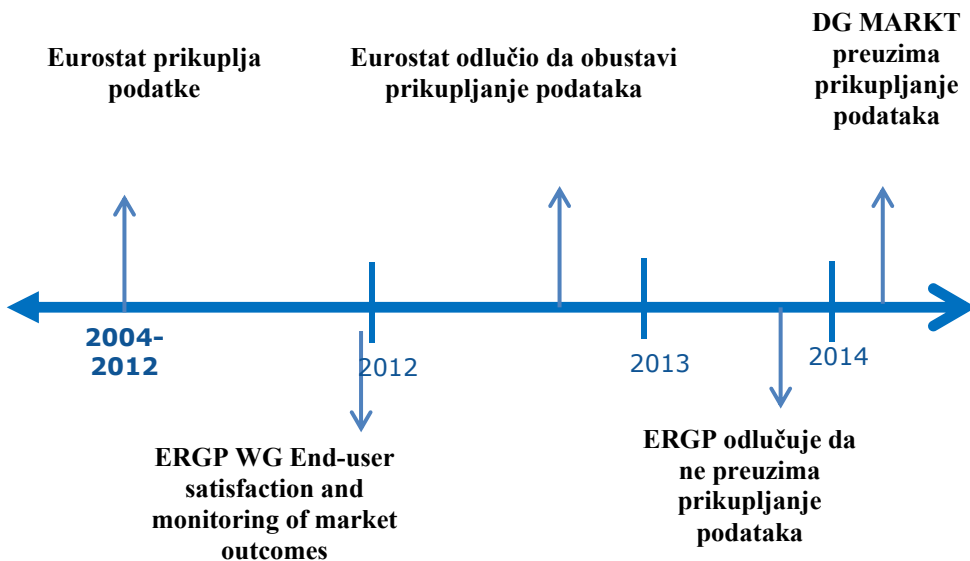 Eurostat prikuplja
podatke
Eurostat odlučio da obustavi
prikupljanje podataka
DG MARKT
preuzima
prikupljanje
podataka
2004-
2012
2012
2013
2014
ERGP WG End-user
satisfaction and
monitoring of market
outcomes
ERGP odlučuje da
ne preuzima
prikupljanje
podataka